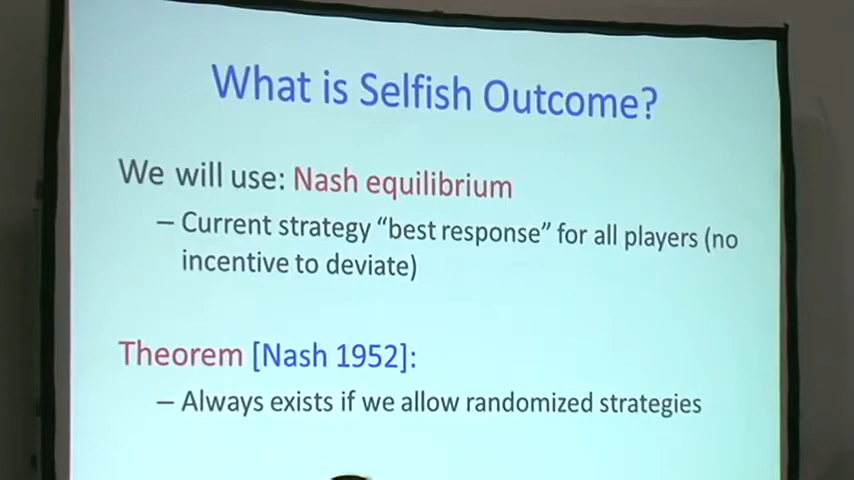 What is Selfish Outcome?
We will use: Nash equilibrium
– Current strategy “best response” for all players (no
incentive to deviate)
Theorem [Nash 1952]:
– Always exists if we allow randomized strategies